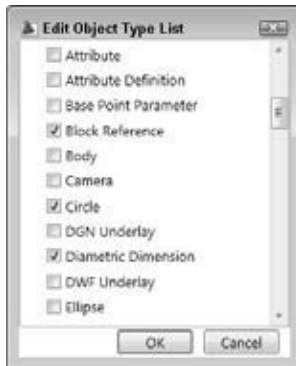 Edit Object Type List
Attribute
Attribute Definition
Base Point Parameter
Block Reference
Body
Camera
Circle
DGN Underlay
Diametric Dimension
DWF Underlay
Ellipse
OK Cancel